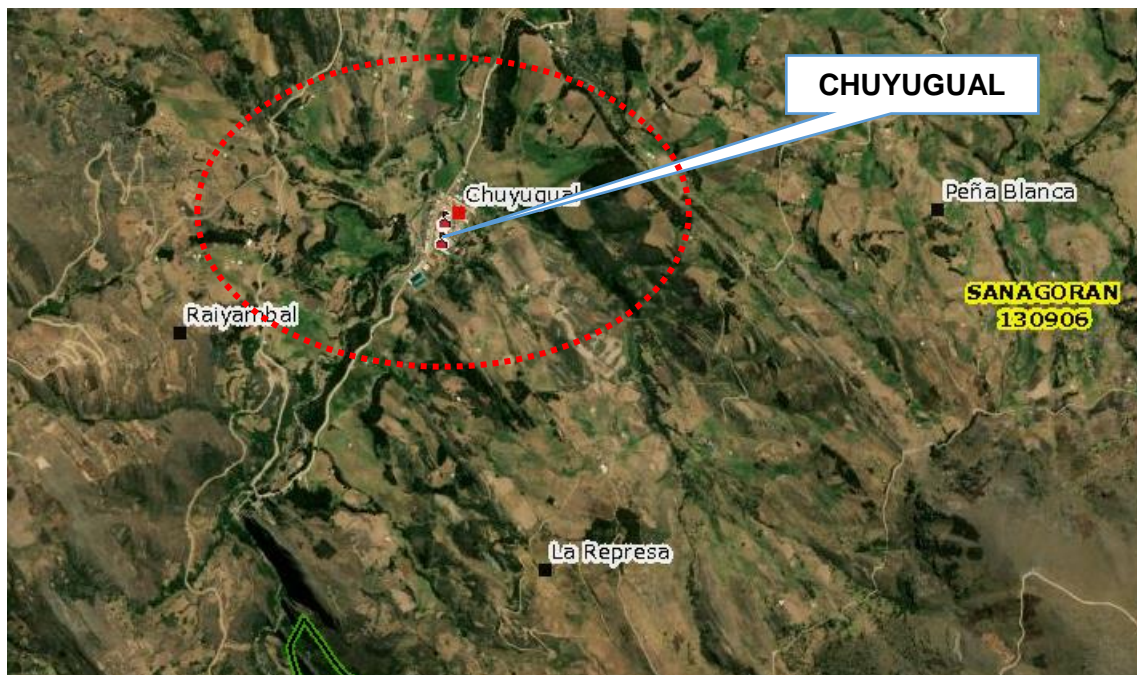 CHUYUGUAL
Chuyugual
Peña Blanca
SANAGORAN
130906
Raiyambal
La Represa